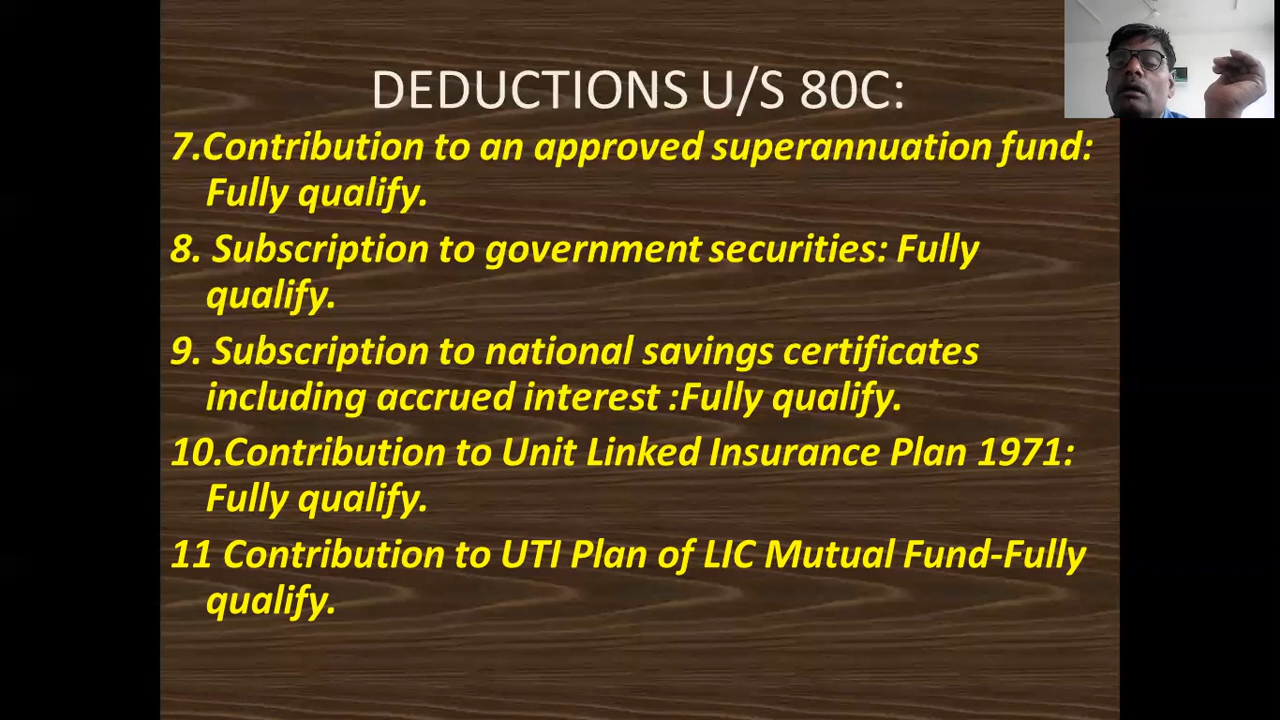 DEDUCTIONS U/S 80C:
7.Contribution to an approved superannuation fund:
Fully qualify.
8. Subscription to government securities: Fully
qualify.
9. Subscription to national savings certificates
including accrued interest :Fully qualify.
10.Contribution to Unit Linked Insurance Plan 1971:
Fully qualify.
11 Contribution to UTI Plan of LIC Mutual Fund-Fully
qualify.